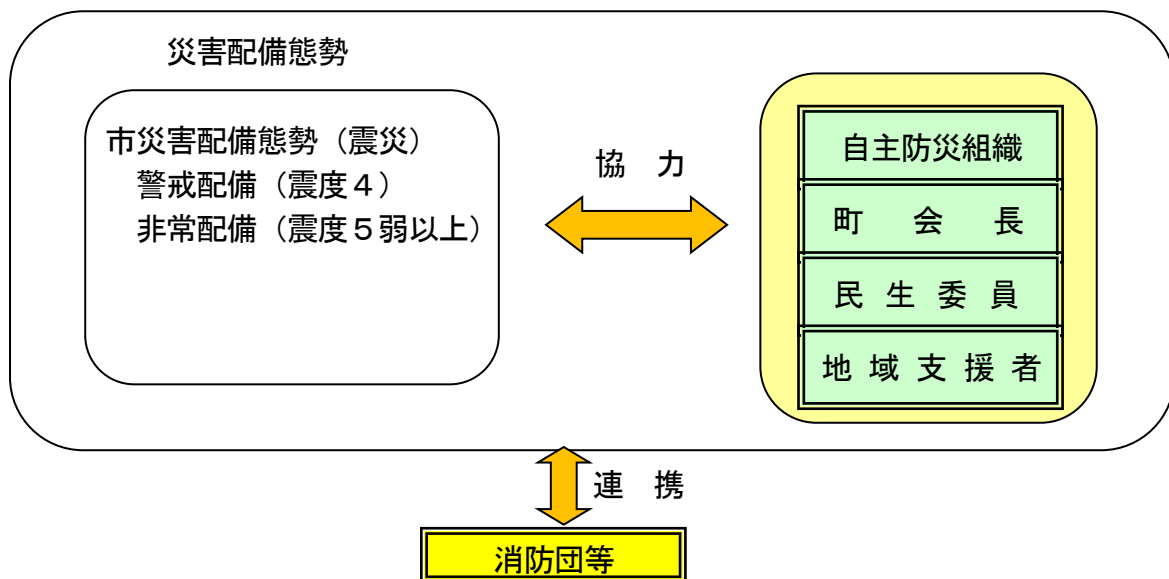 災害配備態勢
市災害配備態勢（震災）
警戒配備（震度４）
非常配備（震度５弱以上）
協　力
自主防災組織
町　会　長
民 生 委 員
地 域 支 援 者
連　携
消防団等